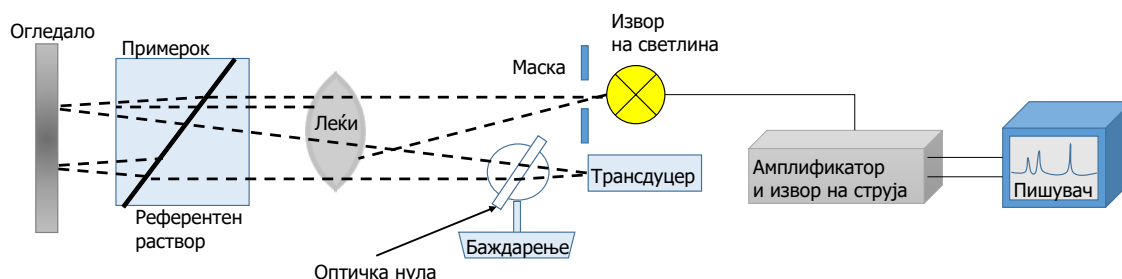 Огледало
Примерок
Маска
Извор
на светлина
Леќи
Трансдуцер
Амплификатор
и извор на струја
Пишувач
Референтен
раствор
Баждарење
Оптичка нула